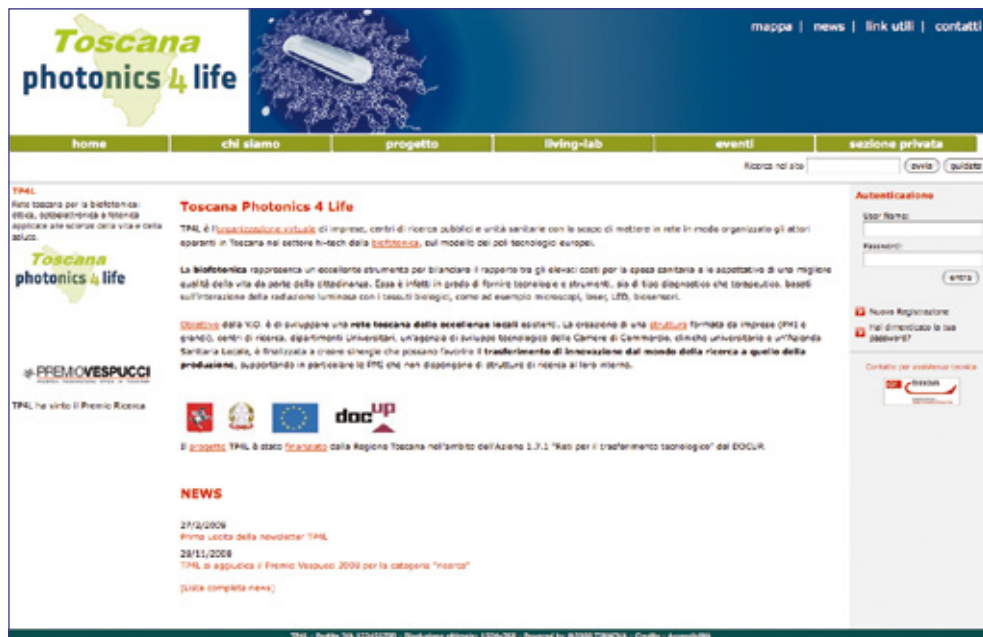 Toscana
photonics 4 life
mappa | news | link utili | contatti
home
chi siamo
progetto
living-lab
eventi
sezione privata
Ricerca nel sito
avvia
guidata
TP4L
Rete toscana per la biofotonica:
ottica, optoelettronica e fotonica
applicate alle scienze della vita e della
salute.
Toscana
photonics 4 life
PREMIOVESPUCCI
TP4L ha vinto il Premio Ricerca
Toscana Photonics 4 Life
TP4L è l'organizzazione virtuale di imprese, centri di ricerca pubblici e unità sanitarie con lo scopo di mettere in rete in modo organizzato gli attori
operanti in Toscana nel settore hi-tech della biofotonica, sul modello dei poli tecnologici europei.
La biofotonica rappresenta un eccellente strumento per bilanciare il rapporto tra gli elevati costi per la spesa sanitaria e le aspettative di una migliore
qualità della vita da parte della cittadinanza. Essa è infatti in grado di fornire tecnologie e strumenti, sia di tipo diagnostico che terapeutico, basati
sull'interazione della radiazione luminosa con i tessuti biologici, come ad esempio microscopi, laser, LED, biosensori.
Obiettivo della V.O. è di sviluppare una rete toscana delle eccellenze locali esistenti. La creazione di una struttura formata da imprese (PMI e
grandi), centri di ricerca, dipartimenti Universitari, un'agenzia di sviluppo tecnologico delle Camere di Commercio, cliniche universitarie e un'Azienda
Sanitaria Locale, è finalizzata a creare sinergie che possano favorire il trasferimento di innovazione dal mondo della ricerca a quello della
produzione, supportando in particolare le PMI che non dispongono di strutture di ricerca al loro interno.
docup
Il progetto TP4L è stato finanziato dalla Regione Toscana nell'ambito dell'Azione 1.7.1 "Reti per il trasferimento tecnologico" del DOCUP.
NEWS
27/2/2009
Prima uscita della newsletter TP4L
28/11/2008
TP4L si aggiudica il Premio Vespucci 2008 per la categoria "ricerca"
(Lista completa news)
Autenticazione
User Name:
Password:
entra
Nuova Registrazione
Hai dimenticato la tua
password?
Contatto per assistenza tecnica